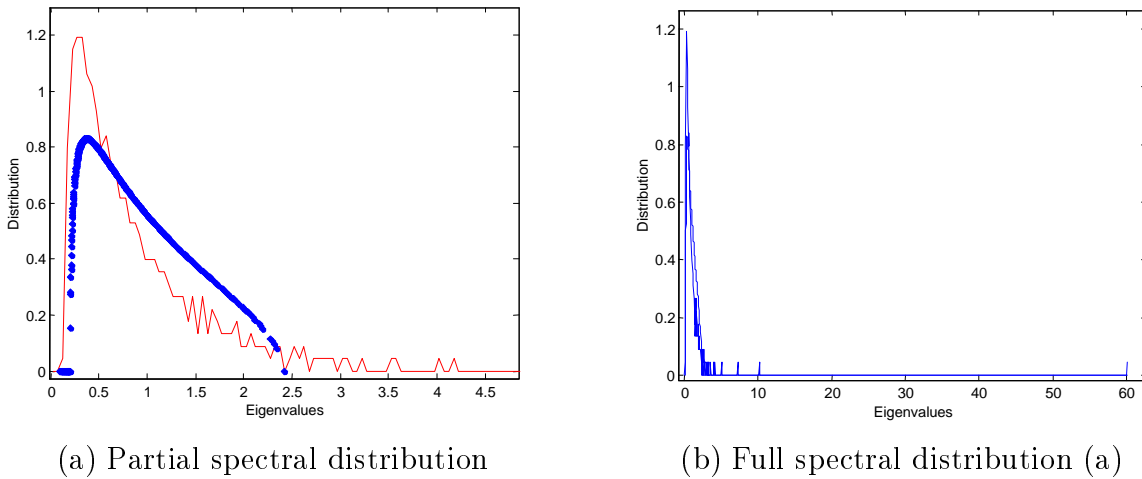 1.2
1
0.8
0.6
0.4
0.2
0
Distribution
0 0.5 1 1.5 2 2.5 3 3.5 4 4.5
Eigenvalues
(a) Partial spectral distribution
1.2
1
0.8
0.6
0.4
0.2
0
Distribution
0 10 20 30 40 50 60
Eigenvalues
(b) Full spectral distribution (a)